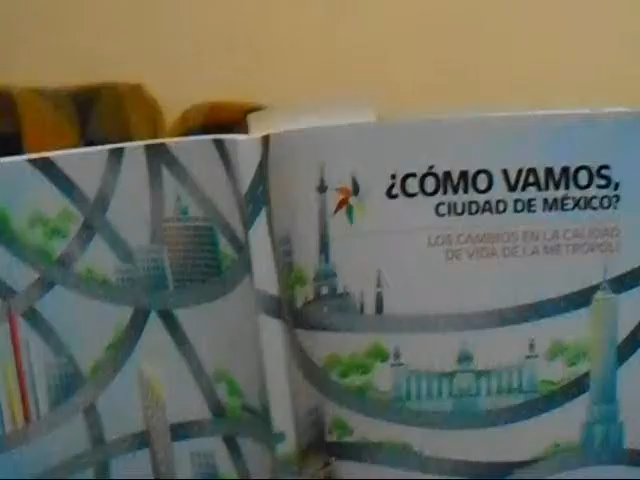 ¿CÓMO VAMOS,
CIUDAD DE MÉXICO?
LOS CAMBIOS EN LA CALIDAD
DE VIDA DE LA METRÓPOLI